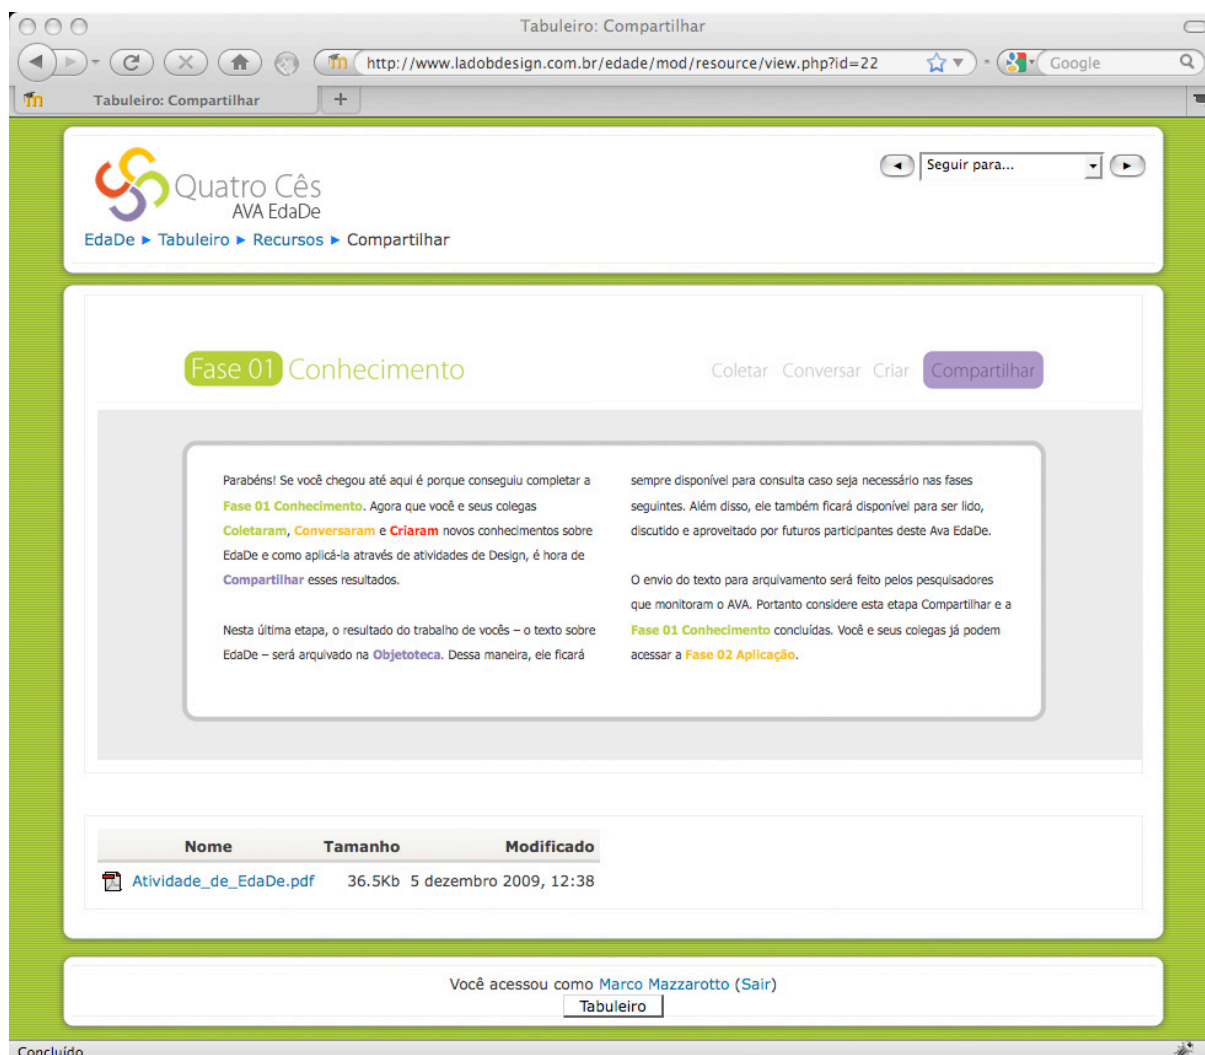 Tabuleiro: Compartilhar
http://www.ladobdesign.com.br/edade/mod/resource/view.php?id=22
Google
Tabuleiro: Compartilhar
+
Quatro Cês
AVA EdaDe
Seguir para...
EdaDe ► Tabuleiro ► Recursos ► Compartilhar
Fase 01 Conhecimento
Coletar Conversar Criar Compartilhar
Parabéns! Se você chegou até aqui é porque conseguiu completar a
Fase 01 Conhecimento. Agora que você e seus colegas
Coletaram, Conversaram e Criaram novos conhecimentos sobre
EdaDe e como aplicá-la através de atividades de Design, é hora de
Compartilhar esses resultados.
Nesta última etapa, o resultado do trabalho de vocês – o texto sobre
EdaDe – será arquivado na Objetoteca. Dessa maneira, ele ficará
sempre disponível para consulta caso seja necessário nas fases
seguintes. Além disso, ele também ficará disponível para ser lido,
discutido e aproveitado por futuros participantes deste Ava EdaDe.
O envio do texto para arquivamento será feito pelos pesquisadores
que monitoram o AVA. Portanto considere esta etapa Compartilhar e a
Fase 01 Conhecimento concluídas. Você e seus colegas já podem
acessar a Fase 02 Aplicação.
Nome Tamanho Modificado
Atividade_de_EdaDe.pdf 36.5Kb 5 dezembro 2009, 12:38
Você acessou como Marco Mazzarotto (Sair)
Tabuleiro
Concluído